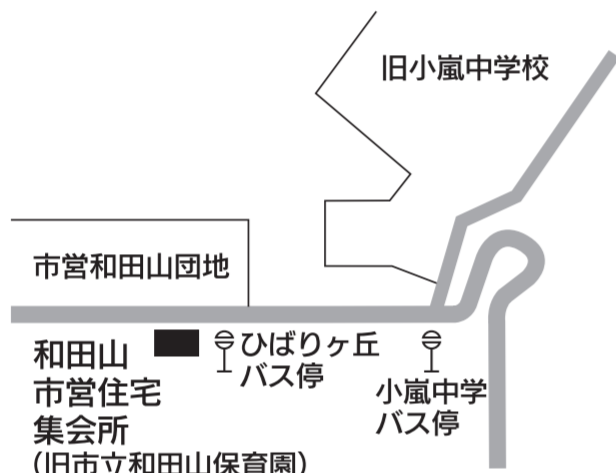 旧小嵐中学校
市営和田山団地
ひばりヶ丘
バス停
小嵐中学
バス停
和田山
市営住宅
集会所
(旧市立和田山保育園)